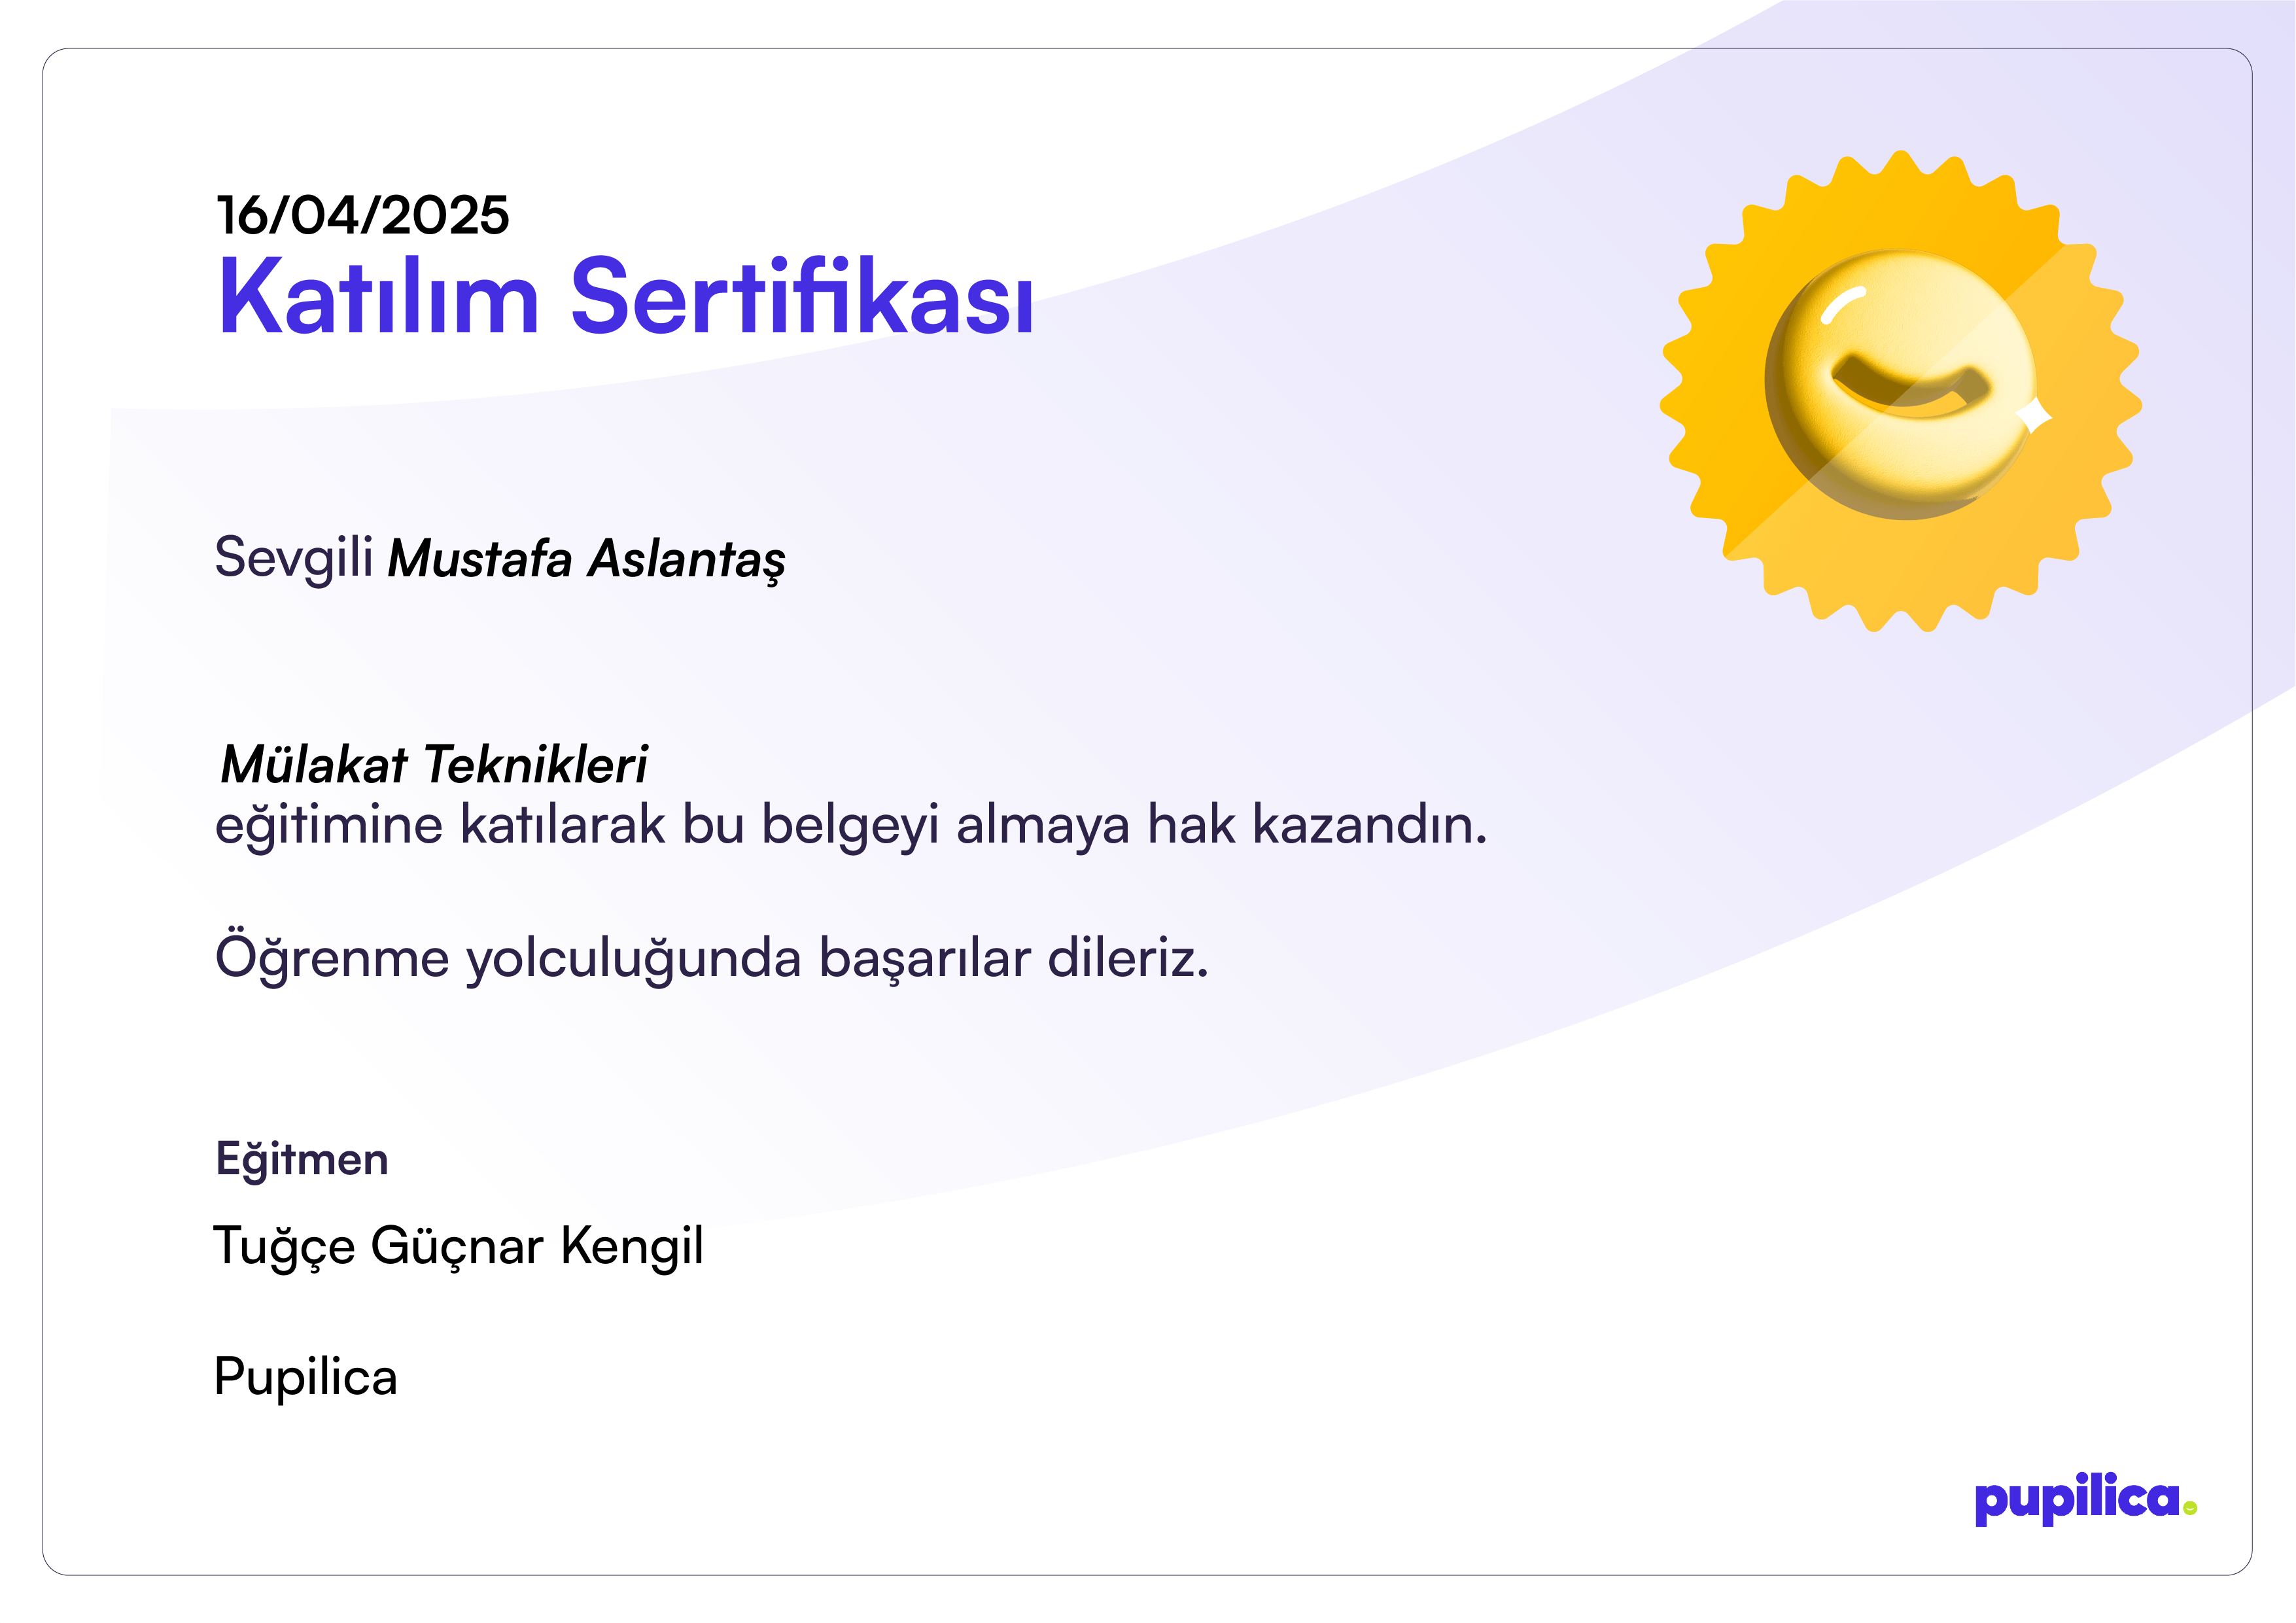 16/04/2025
Katılım Sertifikası
Sevgili Mustafa Aslantaş
Mülakat Teknikleri
eğitimine katılarak bu belgeyi almaya hak kazandın.
Öğrenme yolculuğunda başarılar dileriz.
Eğitmen
Tuğçe Güçnar Kengil
Pupilica
pupilica.